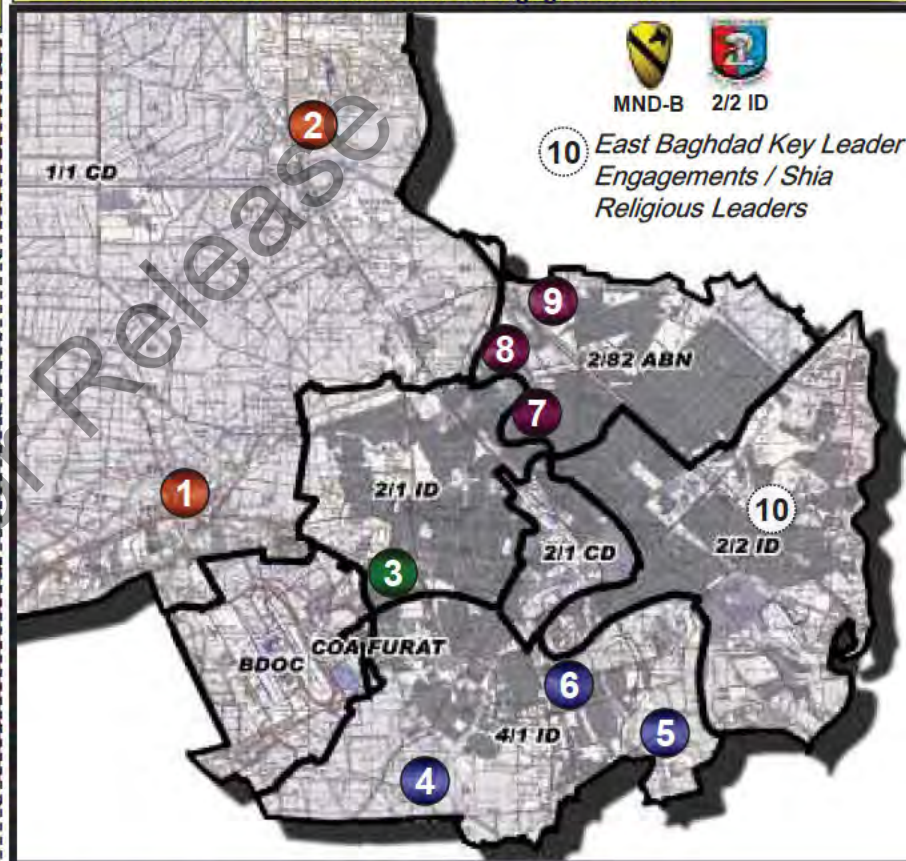 MND-B 2/2 ID
10 East Baghdad Key Leader
Engagements / Shia
Religious Leaders
2
1/1 CD
9
8
2/82 ABN
7
1
2/1 ID
10
2/1 CD
2/2 ID
3
COA FURAT
BDOC
6
4/1 ID
5
4
Release